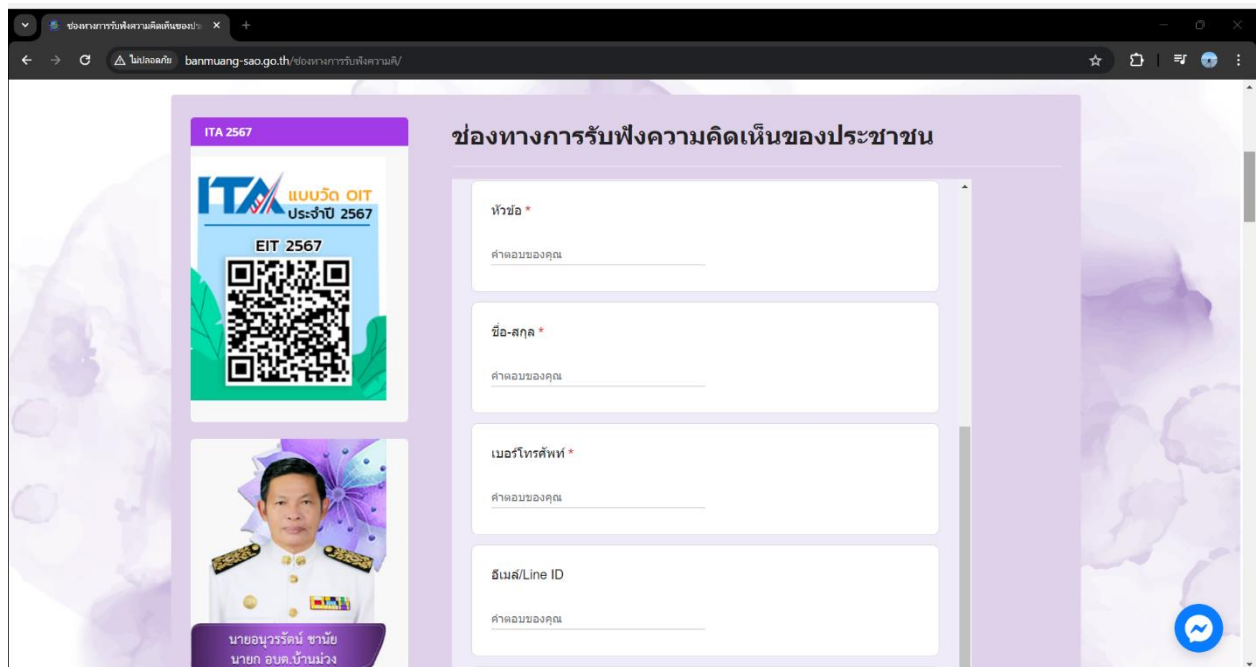 ช่องทางการรับฟังความคิดเห็นของประ
ไม่ปลอดภัย banmuang-sao.go.th/ช่องทางการรับฟังความคิ/
ITA 2567
ITA แบบวัด OIT
ประจำปี 2567
EIT 2567
นายอนุวรรัตน์ ชานัย
นายก อบต.บ้านม่วง
ช่องทางการรับฟังความคิดเห็นของประชาชน
หัวข้อ *
คำตอบของคุณ
ชื่อ-สกุล *
คำตอบของคุณ
เบอร์โทรศัพท์ *
คำตอบของคุณ
อีเมล์/Line ID
คำตอบของคุณ